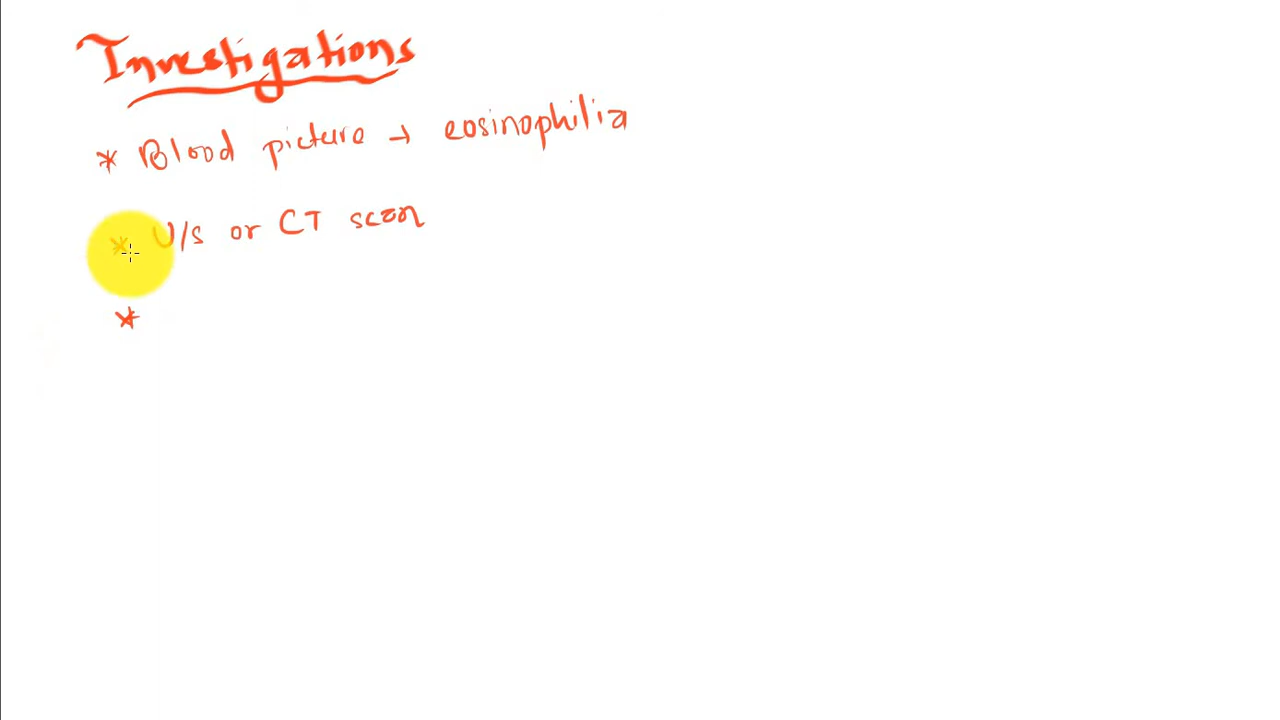 Investigations
* Blood picture → eosinophilia
* U/S or CT scan
*